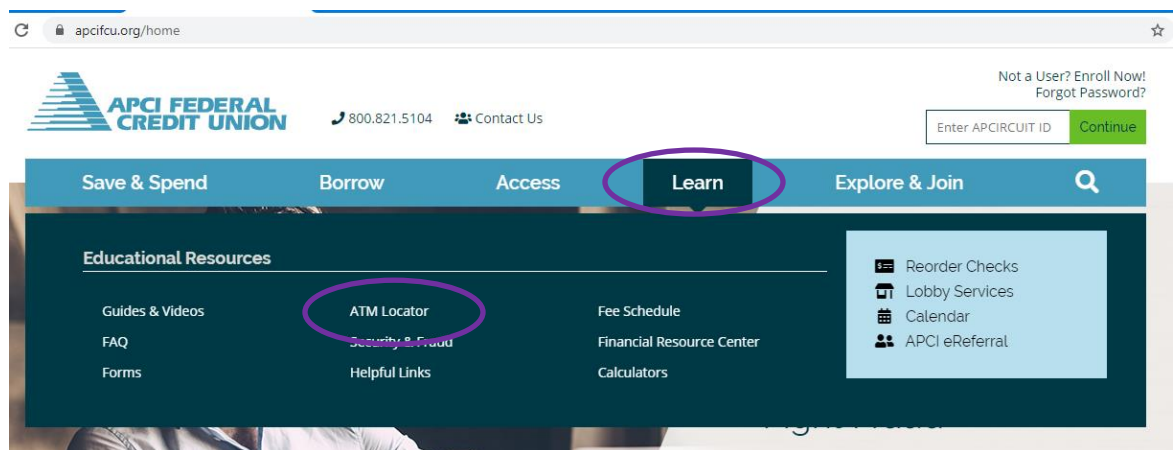 apcifcu.org/home
Not a User? Enroll Now!
Forgot Password?
APCI FEDERAL
CREDIT UNION
800.821.5104 Contact Us
Enter APCIRCUIT ID Continue
Save & Spend Borrow Access Learn Explore & Join
Educational Resources
Reorder Checks
Lobby Services
Calendar
APCI eReferral
Guides & Videos ATM Locator Fee Schedule
FAQ Security & Fraud Financial Resource Center
Forms Helpful Links Calculators